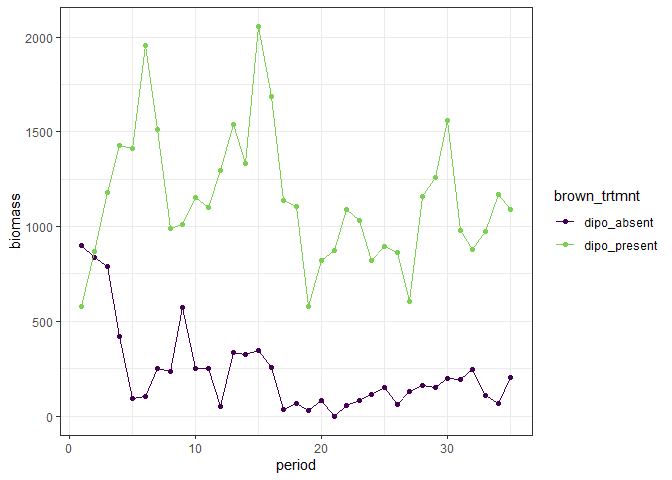 2000
1500
1000
500
0
biomass
0 10 20 30
period
brown_trtmnt
dipo_absent
dipo_present